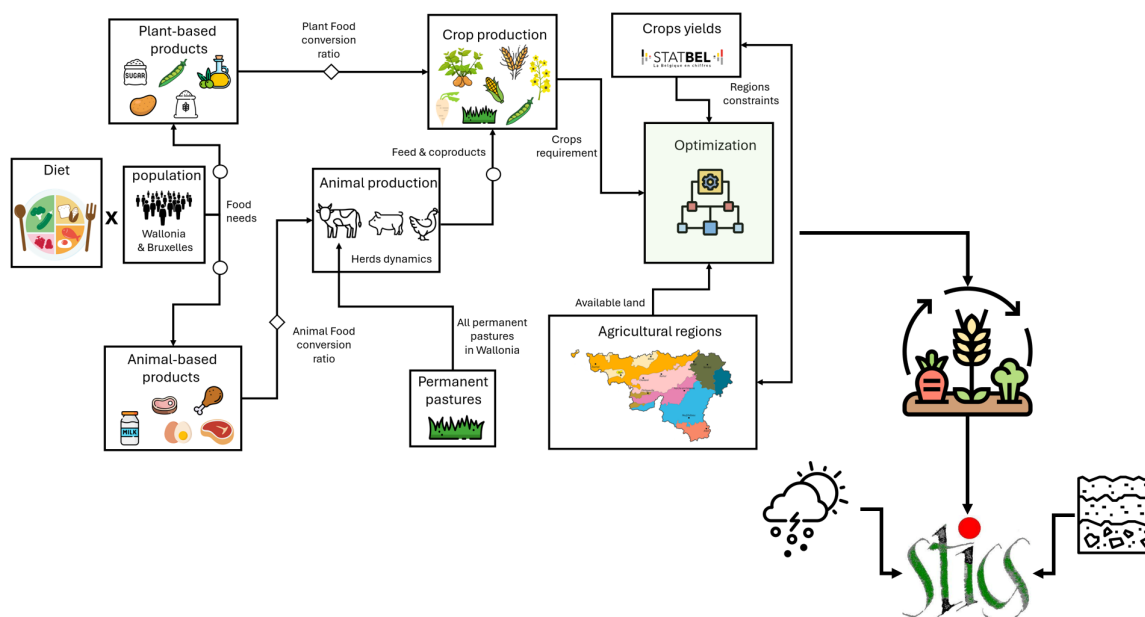 Plant-based
products
SUGAR
Plant Food
conversion
ratio
Crop production
Crops yields
STATBEL
La Belgique en chiffres
Regions
constraints
Diet
X
population
Wallonia
& Bruxelles
Food
needs
Feed & coproducts
Crops
requirement
Optimization
Animal production
Herds dynamics
Available land
Animal-based
products
MILK
Animal Food
conversion
ratio
All permanent
pastures
in Wallonia
Permanent
pastures
Agricultural regions
stics